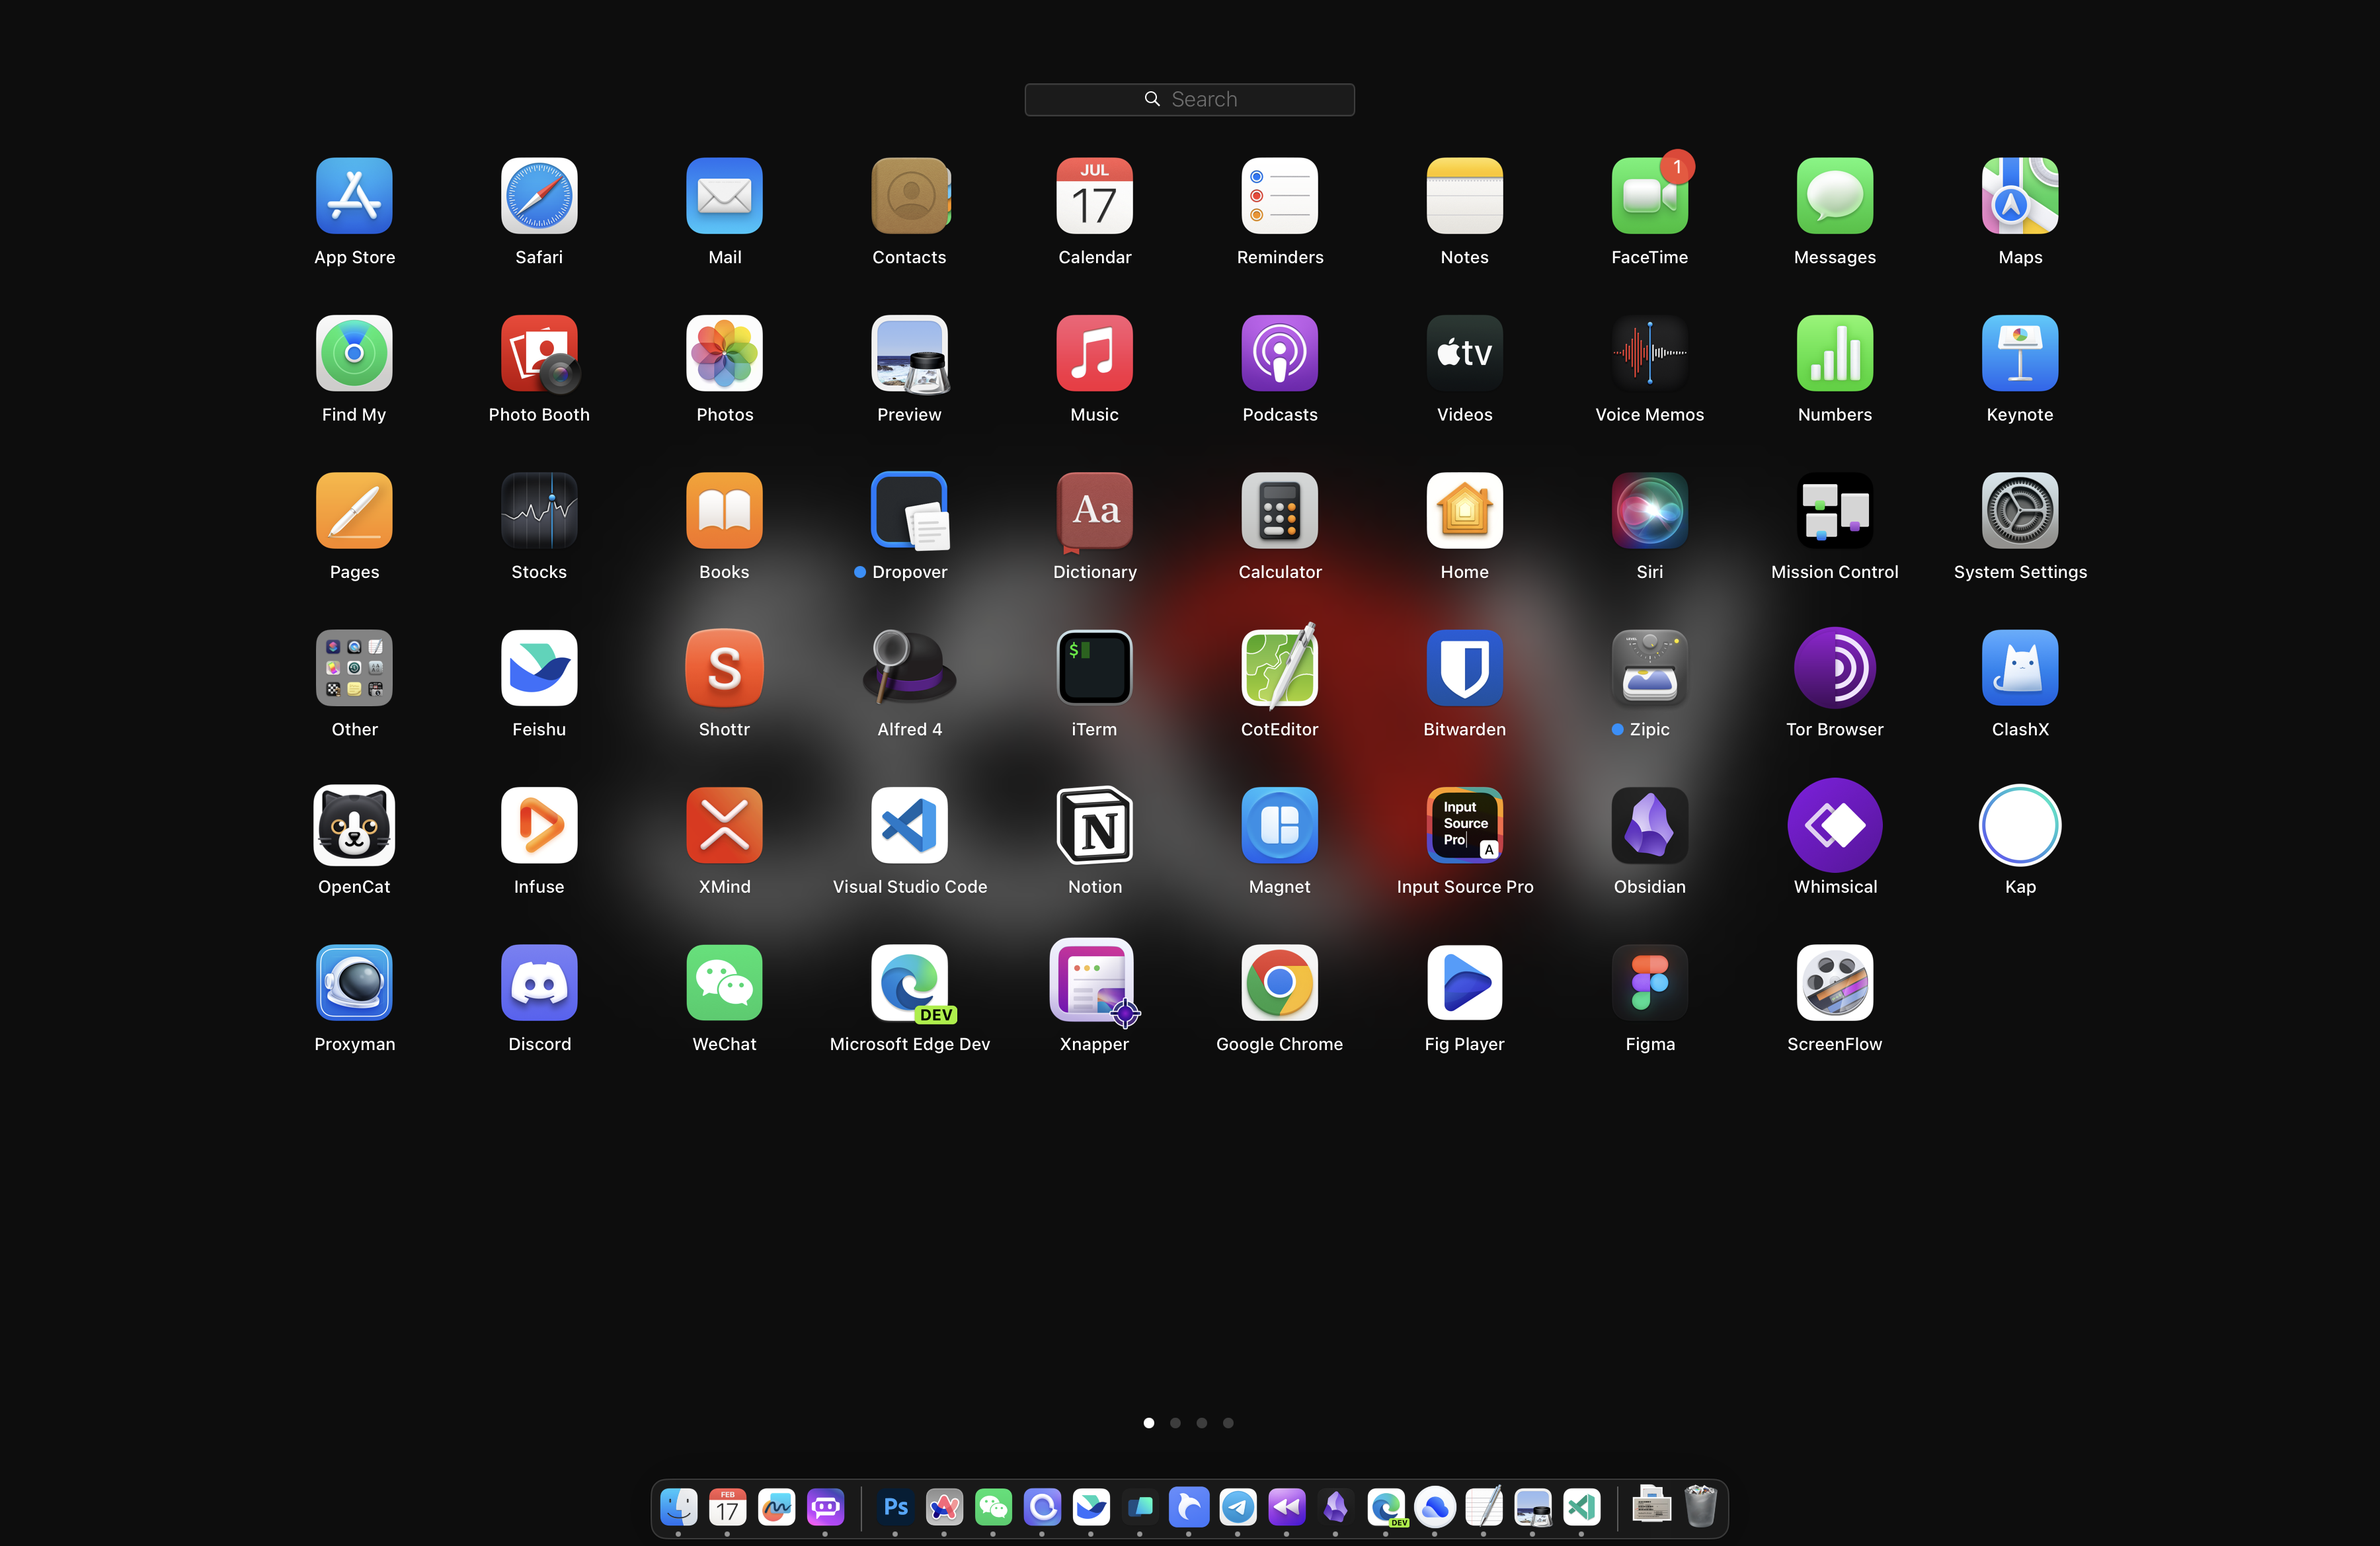 Search
JUL
17
1
App Store
Safari
Mail
Contacts
Calendar
Reminders
Notes
FaceTime
Messages
Maps
tv
Find My
Photo Booth
Photos
Preview
Music
Podcasts
Videos
Voice Memos
Numbers
Keynote
Aa
Pages
Stocks
Books
Dropover
Dictionary
Calculator
Home
Siri
Mission Control
System Settings
S
$
Other
Feishu
Shottr
Alfred 4
iTerm
CotEditor
Bitwarden
Zipic
Tor Browser
ClashX
N
Input
Source
Pro
A
OpenCat
Infuse
XMind
Visual Studio Code
Notion
Magnet
Input Source Pro
Obsidian
Whimsical
Kap
DEV
Proxyman
Discord
WeChat
Microsoft Edge Dev
Xnapper
Google Chrome
Fig Player
Figma
ScreenFlow
FEB
17
Ps
DEV